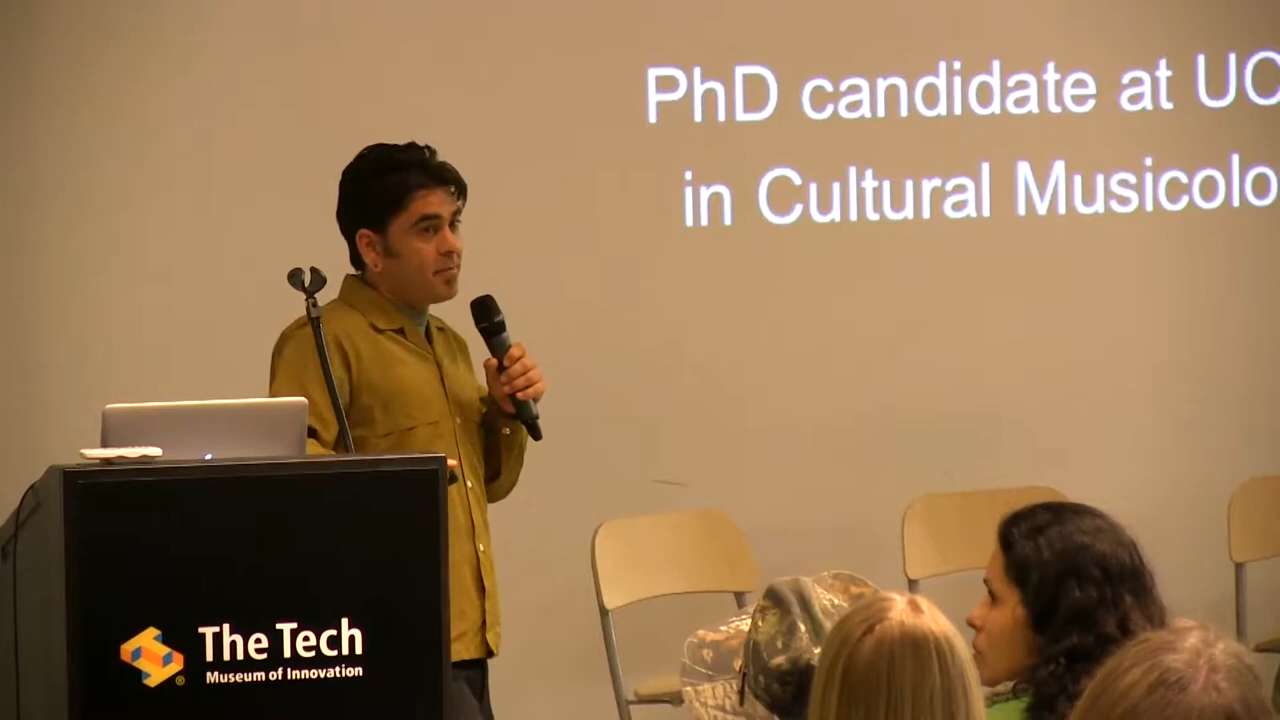 PhD candidate at UC
in Cultural Musicolo
The Tech
Museum of Innovation